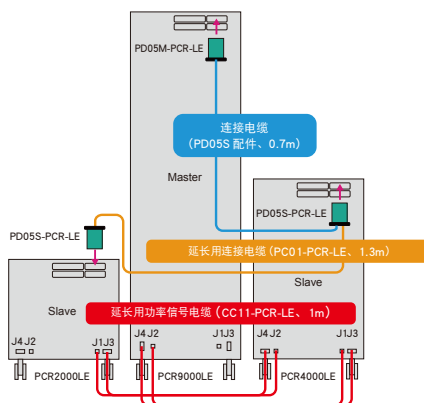 PD05M-PCR-LE
连接电缆
（PD05S 配件、0.7m）
Master
PD05S-PCR-LE
PD05S-PCR-LE
延长用连接电缆（PC01-PCR-LE、1.3m）
Slave
Slave
延长用功率信号电缆（CC11-PCR-LE、1m）
J4 J2
J1J3
J4 J2
J1J3
J4 J2
J1J3
PCR2000LE
PCR9000LE
PCR4000LE